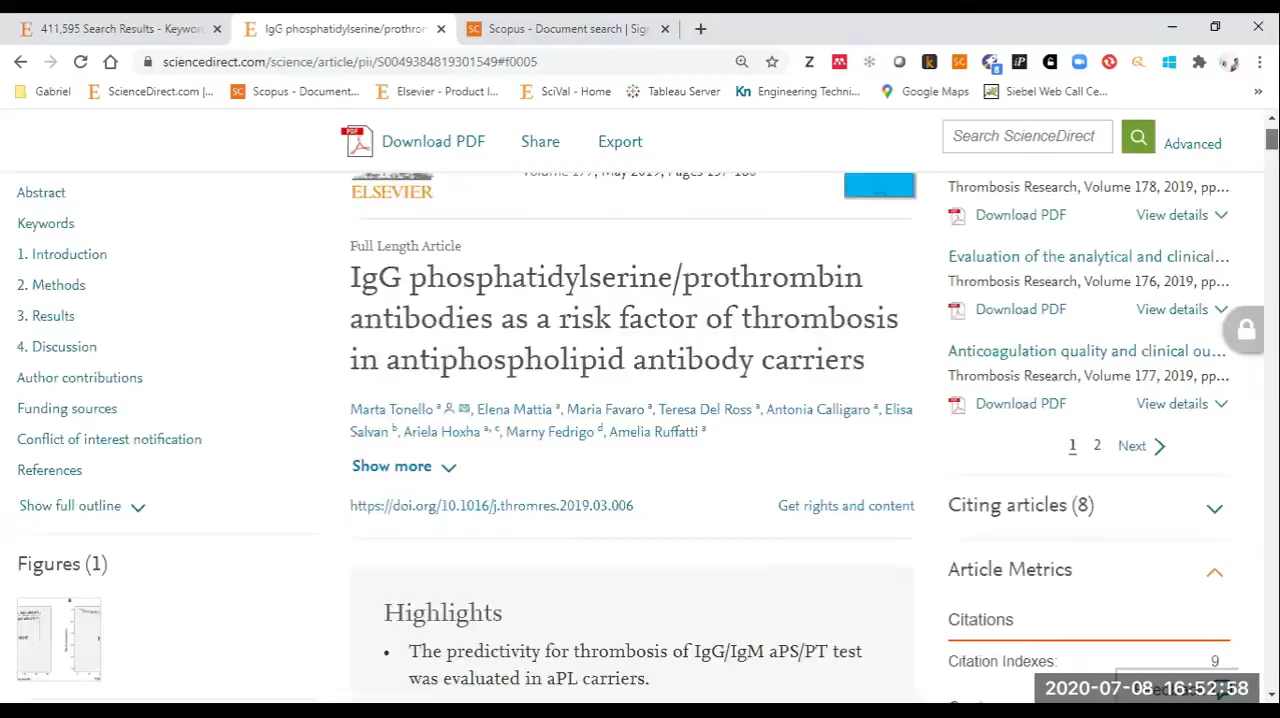 411,595 Search Results - Keywor
IgG phosphatidylserine/prothro
Scopus - Document search | Sig
sciencedirect.com/science/article/pii/S0049384819301549#f0005
Gabriel
ScienceDirect.com |...
Scopus - Document...
Elsevier - Product I...
SciVal - Home
Tableau Server
Engineering Techni...
Google Maps
Siebel Web Call Ce...
Download PDF
Share
Export
Search ScienceDirect
Advanced
Abstract
Keywords
1. Introduction
2. Methods
3. Results
4. Discussion
Author contributions
Funding sources
Conflict of interest notification
References
Show full outline
Figures (1)
ELSEVIER
Volume 177, May 2019, Pages 157-160
Full Length Article
IgG phosphatidylserine/prothrombin
antibodies as a risk factor of thrombosis
in antiphospholipid antibody carriers
Marta Tonello a, Elena Mattia a, Maria Favaro a, Teresa Del Ross a, Antonia Calligaro a, Elisa
Salvan b, Ariela Hoxha a, c, Marny Fedrigo d, Amelia Ruffatti a
Show more
https://doi.org/10.1016/j.thromres.2019.03.006
Get rights and content
Highlights
• The predictivity for thrombosis of IgG/IgM aPS/PT test
was evaluated in aPL carriers.
Thrombosis Research, Volume 178, 2019, pp...
Download PDF View details
Evaluation of the analytical and clinical...
Thrombosis Research, Volume 176, 2019, pp...
Download PDF View details
Anticoagulation quality and clinical ou...
Thrombosis Research, Volume 177, 2019, pp...
Download PDF View details
1 2 Next
Citing articles (8)
Article Metrics
Citations
Citation Indexes: 9
2020-07-08 16:52:58